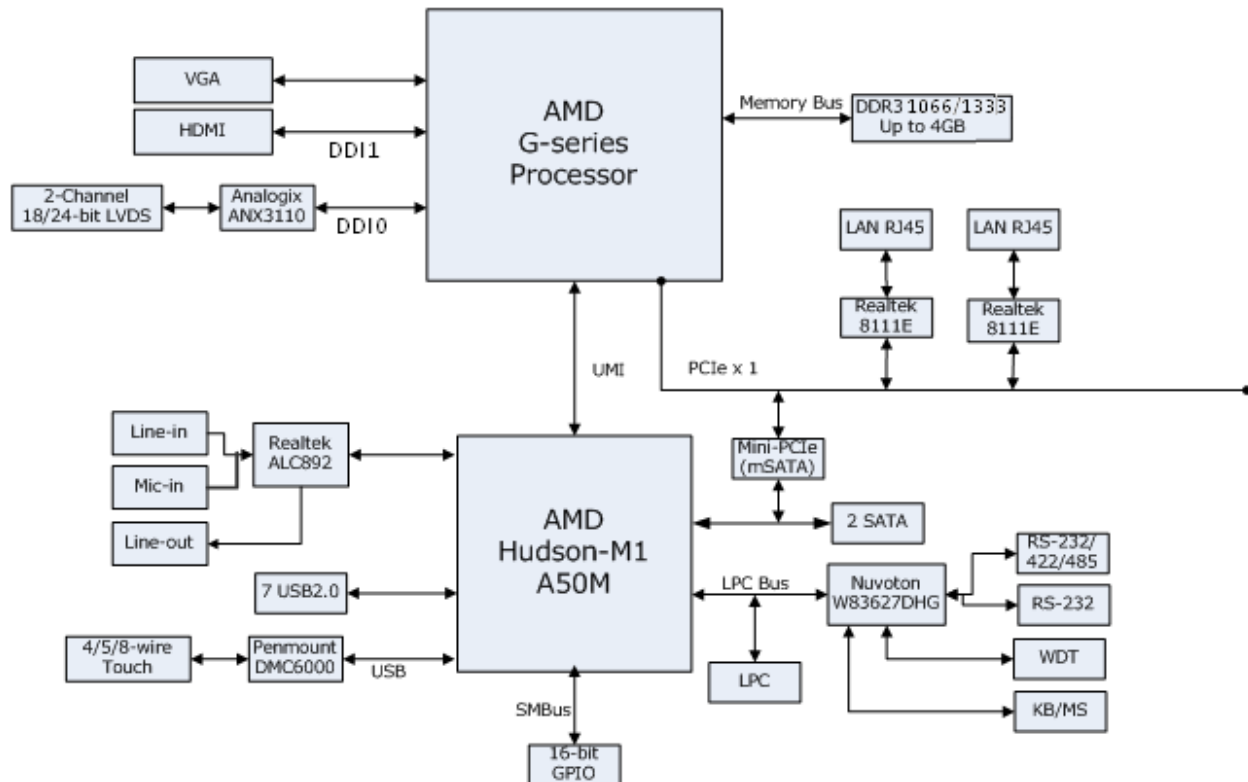 VGA
HDMI
DDI1
2-Channel
18/24-bit LVDS
Analogix
ANX3110
DDI0
AMD
G-series
Processor
Memory Bus
DDR3 1066/1333
Up to 4GB
LAN RJ45
LAN RJ45
Realtek
8111E
Realtek
8111E
UMI
PCIe x 1
Line-in
Mic-in
Line-out
Realtek
ALC892
Mini-PCIe
(mSATA)
AMD
Hudson-M1
A50M
2 SATA
7 USB2.0
LPC Bus
Nuvoton
W83627DHG
RS-232/
422/485
RS-232
4/5/8-wire
Touch
Penmount
DMC6000
USB
LPC
WDT
KB/MS
SMBus
16-bit
GPIO